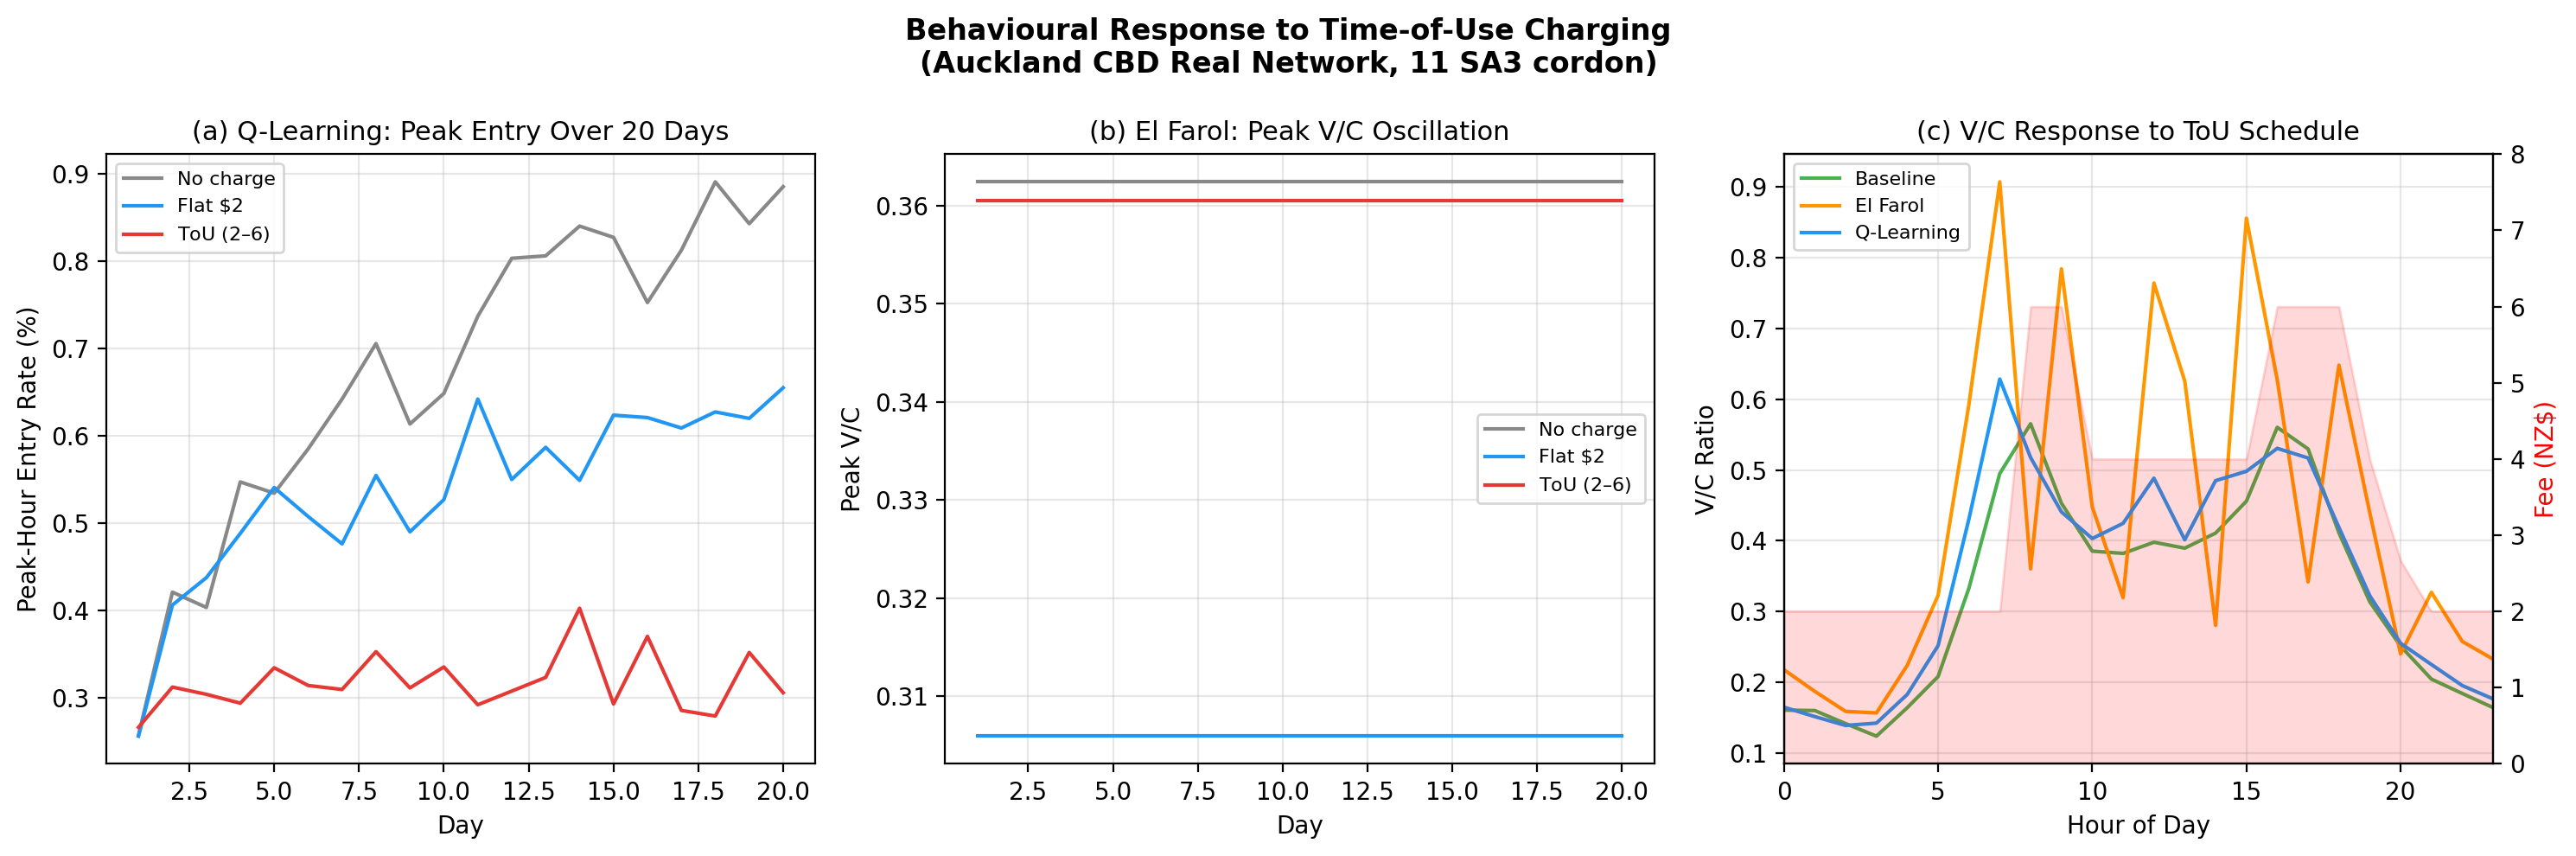 Behavioural Response to Time-of-Use Charging
(Auckland CBD Real Network, 11 SA3 cordon)
(a) Q-Learning: Peak Entry Over 20 Days
No charge
Flat $2
ToU (2–6)
Peak-Hour Entry Rate (%)
0.9
0.8
0.7
0.6
0.5
0.4
0.3
2.5 5.0 7.5 10.0 12.5 15.0 17.5 20.0
Day
(b) El Farol: Peak V/C Oscillation
No charge
Flat $2
ToU (2–6)
Peak V/C
0.36
0.35
0.34
0.33
0.32
0.31
2.5 5.0 7.5 10.0 12.5 15.0 17.5 20.0
Day
(c) V/C Response to ToU Schedule
Baseline
El Farol
Q-Learning
V/C Ratio
0.9
0.8
0.7
0.6
0.5
0.4
0.3
0.2
0.1
0 5 10 15 20
Hour of Day
8
7
6
5
4
3
2
1
0
Fee (NZ$)